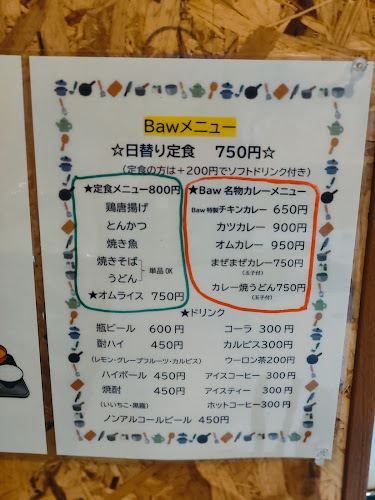 Bawメニュー
☆日替り定食 750円☆
(定食の方は+200円でソフトドリンク付き)
★定食メニュー800円
鶏唐揚げ
とんかつ
焼き魚
焼きそば
うどん
単品OK
★オムライス 750円
★Baw 名物カレーメニュー
Baw特製チキンカレー 650円
カツカレー 900円
オムカレー 950円
まぜまぜカレー750円
(玉子付)
カレー焼うどん750円
(玉子付)
★ドリンク
瓶ビール 600円
酎ハイ 450円
(レモン・グレープフルーツ・カルピス)
ハイボール 450円
焼酎 450円
(いいちこ・黒霧)
ノンアルコールビール 450円
コーラ 300円
カルピス300円
ウーロン茶200円
アイスコーヒー 300円
アイスティー 300円
ホットコーヒー300円